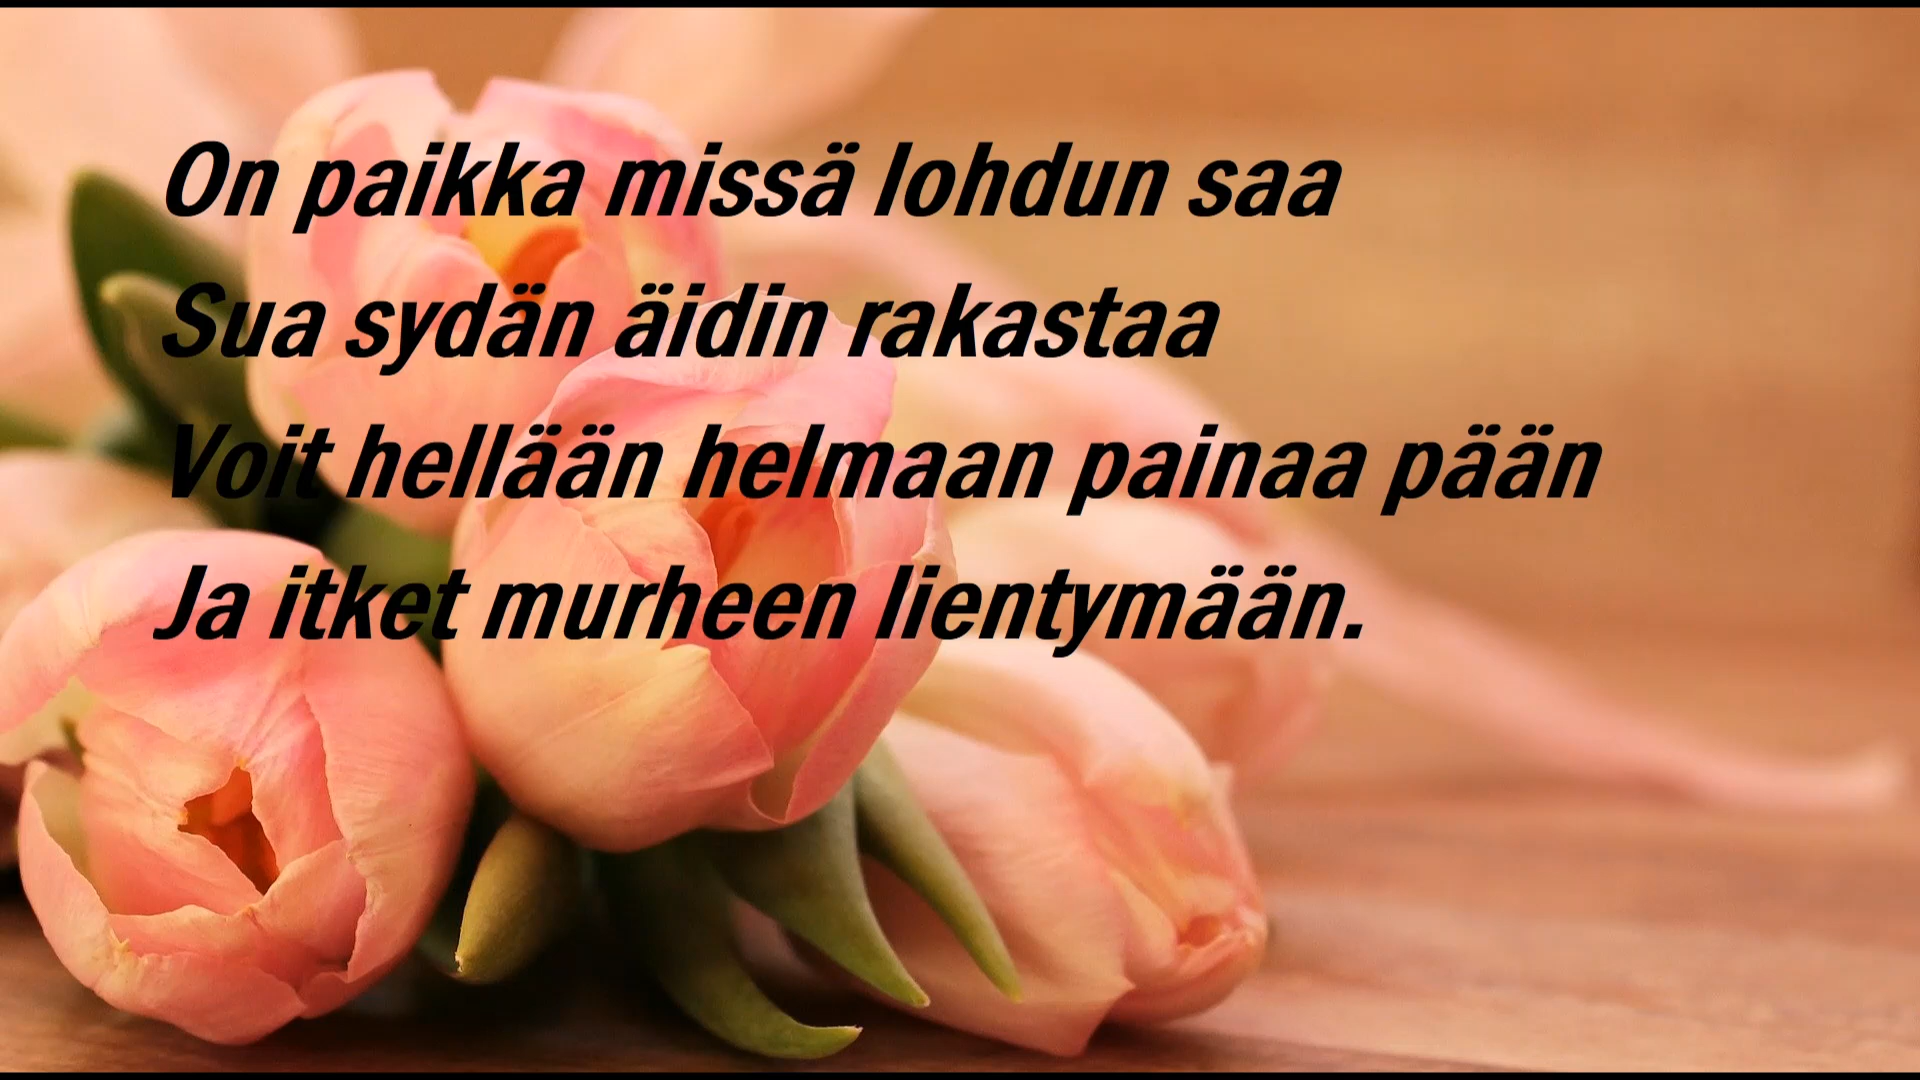 On paikka missä lohdun saa
Sua sydän äidin rakastaa
Voit hellään helmaan painaa pään
Ja itket murheen lientymään.